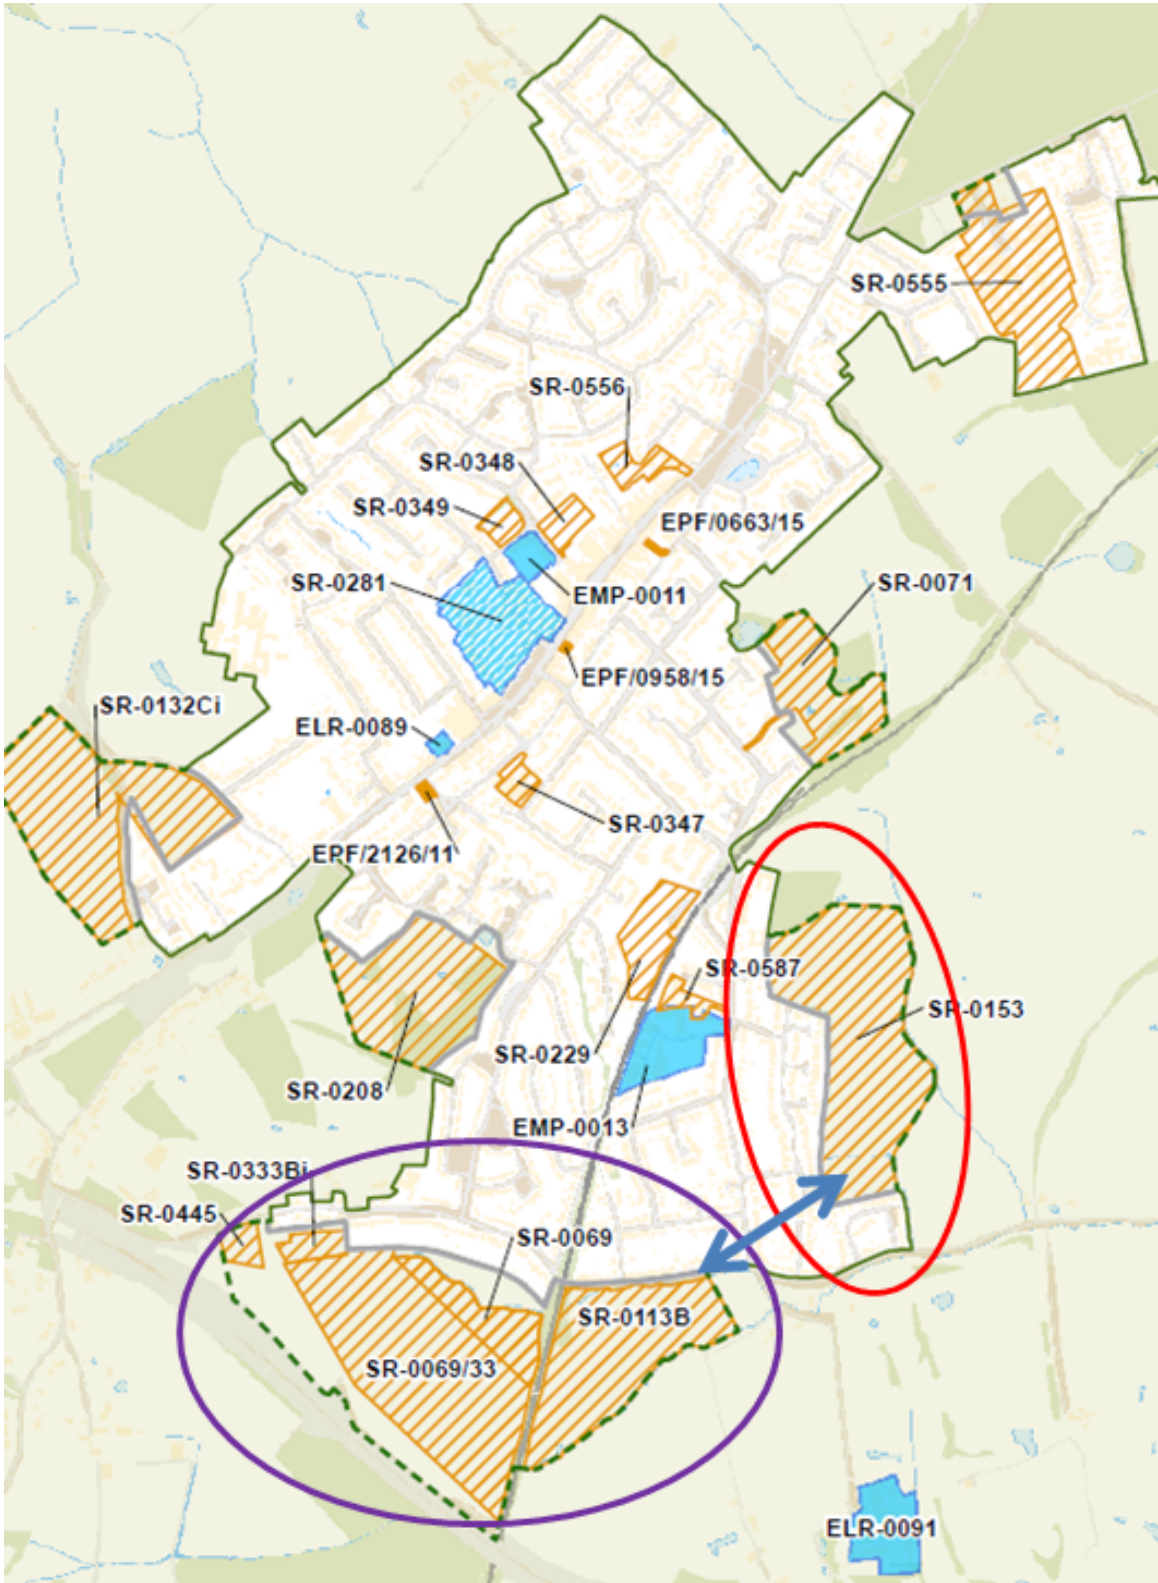 SR-0555
SR-0556
SR-0348
SR-0349
EPF/0663/15
SR-0281
EMP-0011
SR-0071
EPF/0958/15
SR-0132Ci
ELR-0089
SR-0347
EPF/2126/11
SR-0587
SR-0153
SR-0229
SR-0208
EMP-0013
SR-0333Bi
SR-0445
SR-0069
SR-0113B
SR-0069/33
ELR-0091